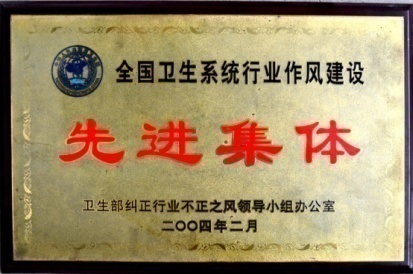 全国卫生系统行业作风建设
先进集体
卫生部纠正行业不正之风领导小组办公室
二〇〇四年二月